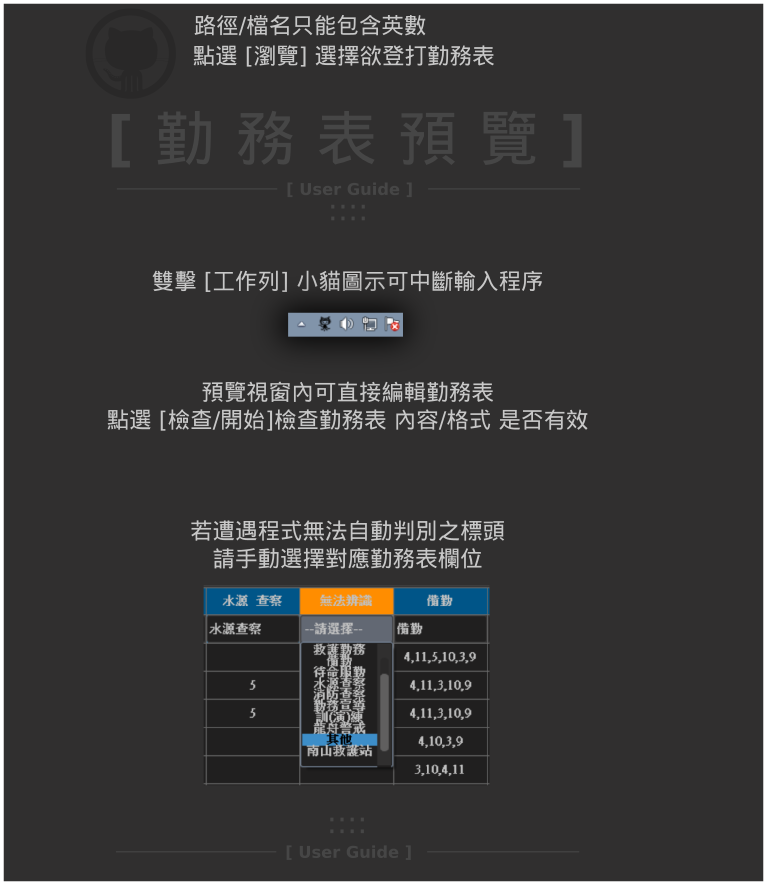 路徑/檔名只能包含英數
點選 [瀏覽] 選擇欲登打勤務表
[ 勤 務 表 預 覽 ]
[ User Guide ]
雙擊 [工作列] 小貓圖示可中斷輸入程序
預覽視窗內可直接編輯勤務表
點選 [檢查/開始]檢查勤務表 內容/格式 是否有效
若遭遇程式無法自動判別之標頭
請手動選擇對應勤務表欄位
水源 查察 無法辨識 備勤
水源查察 --請選擇-- 備勤
救護勤務
備勤
待命服勤
水源查察
消防查察
勤務宣導
訓(演)練
龍舟警戒
其他
南山救護站
4,11,5,10,3,9
5 4,11,3,10,9
5 4,11,3,10,9
4,10,3,9
3,10,4,11
[ User Guide ]